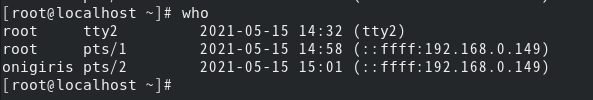 [root@localhost ~]# who
root     tty2         2021-05-15 14:32 (tty2)
root     pts/1        2021-05-15 14:58 (::ffff:192.168.0.149)
onigiris pts/2        2021-05-15 15:01 (::ffff:192.168.0.149)
[root@localhost ~]#